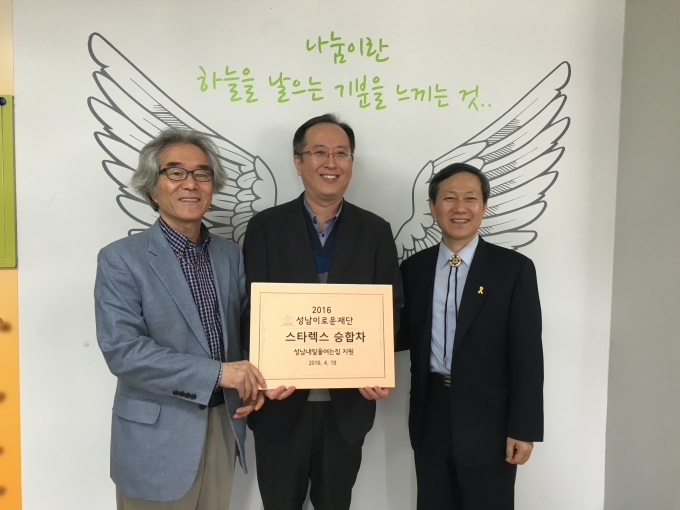 나눔이란
하늘을 날으는 기분을 느끼는 것..
2016
성남이로운재단
스타렉스 승합차
성남내일을여는집 지원
2016. 4. 19